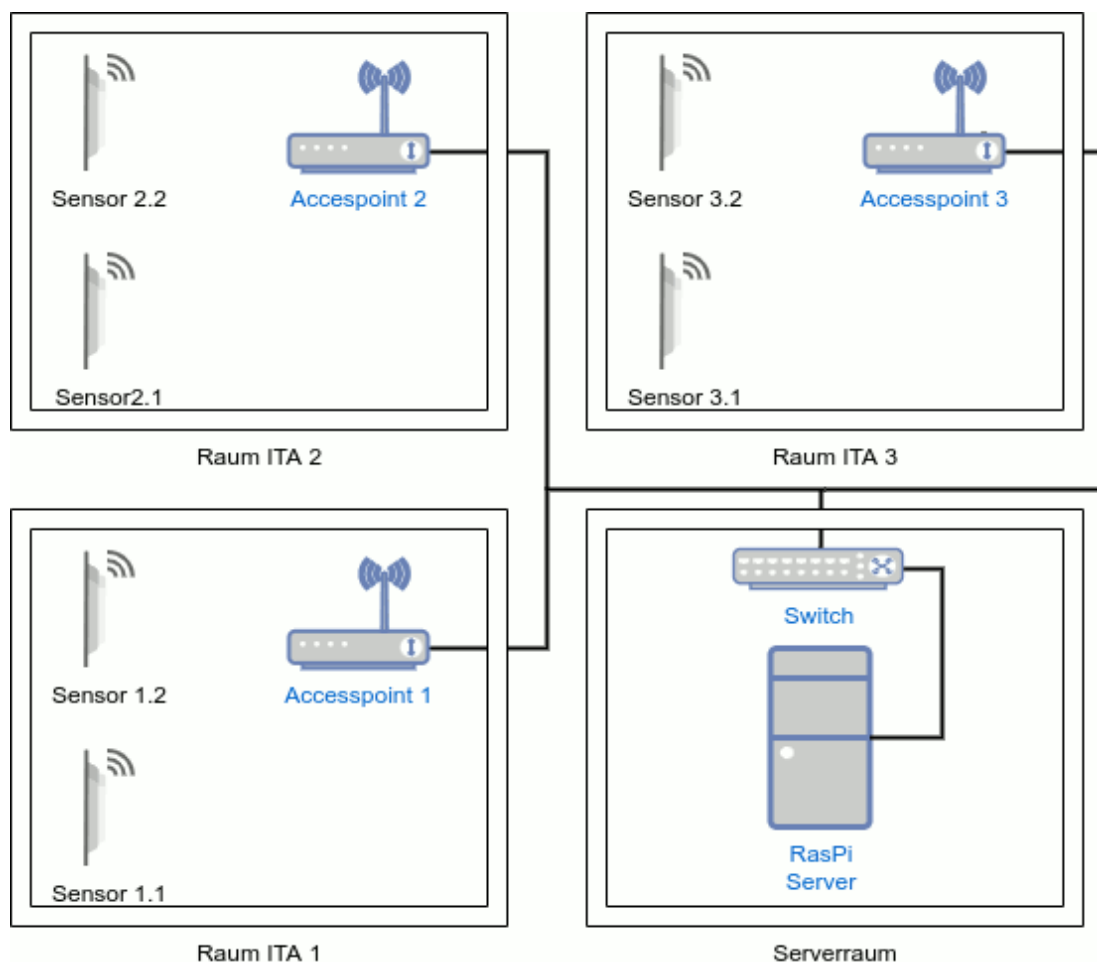 Sensor 2.2
Accespoint 2
Sensor2.1
Raum ITA 2
Sensor 3.2
Accesspoint 3
Sensor 3.1
Raum ITA 3
Sensor 1.2
Accesspoint 1
Sensor 1.1
Raum ITA 1
Switch
RasPi
Server
Serverraum